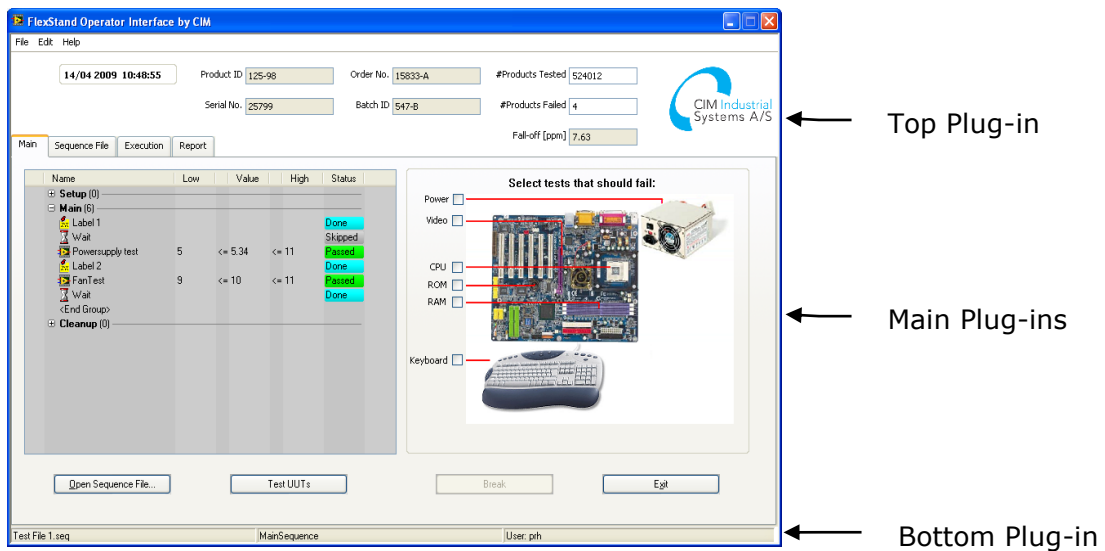 FlexStand Operator Interface by CIM
File Edit Help
14/04 2009 10:48:55
Product ID 125-98
Order No. 15833-A
#Products Tested 524012
Serial No. 25799
Batch ID 547-B
#Products Failed 4
CIM Industrial
Systems A/S
Fall-off [ppm] 7.63
Top Plug-in
Main Sequence File Execution Report
Name Low Value High Status
Setup (0)
Main (6)
Label 1 Done
Wait Skipped
Powersupply test 5 <= 5.34 <= 11 Passed
Label 2 Done
FanTest 9 <= 10 <= 11 Passed
Wait Done
<End Group>
Cleanup (0)
Select tests that should fail:
Power
Video
CPU
ROM
RAM
Keyboard
Main Plug-ins
Open Sequence File... Test UUTs Break Exit
Test File 1.seq MainSequence User: prh
Bottom Plug-in